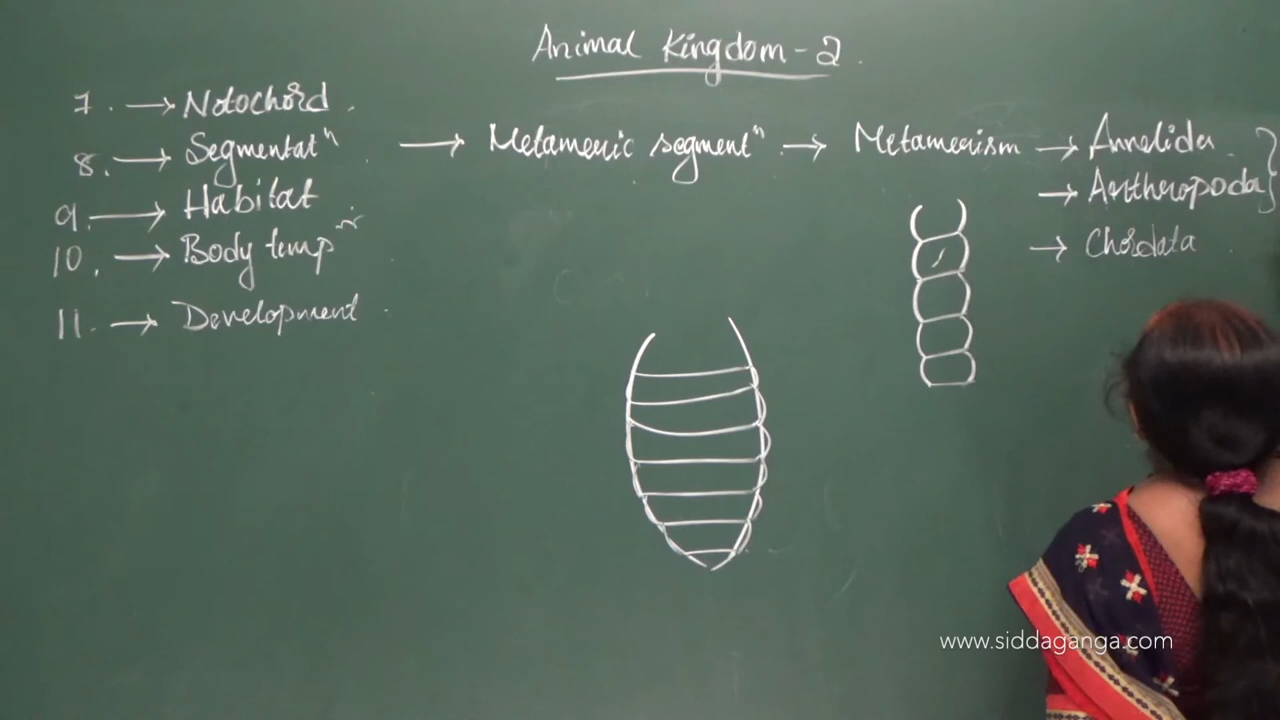 Animal Kingdom - 2.
7. → Notochord.
8. → Segmentatⁿ. → Metameric segmentⁿ. → Metamerism → Annelida
→ Arthropoda }
9. → Habitat
→ Chordata
10. → Body temp
11. → Development.
www.siddaganga.com